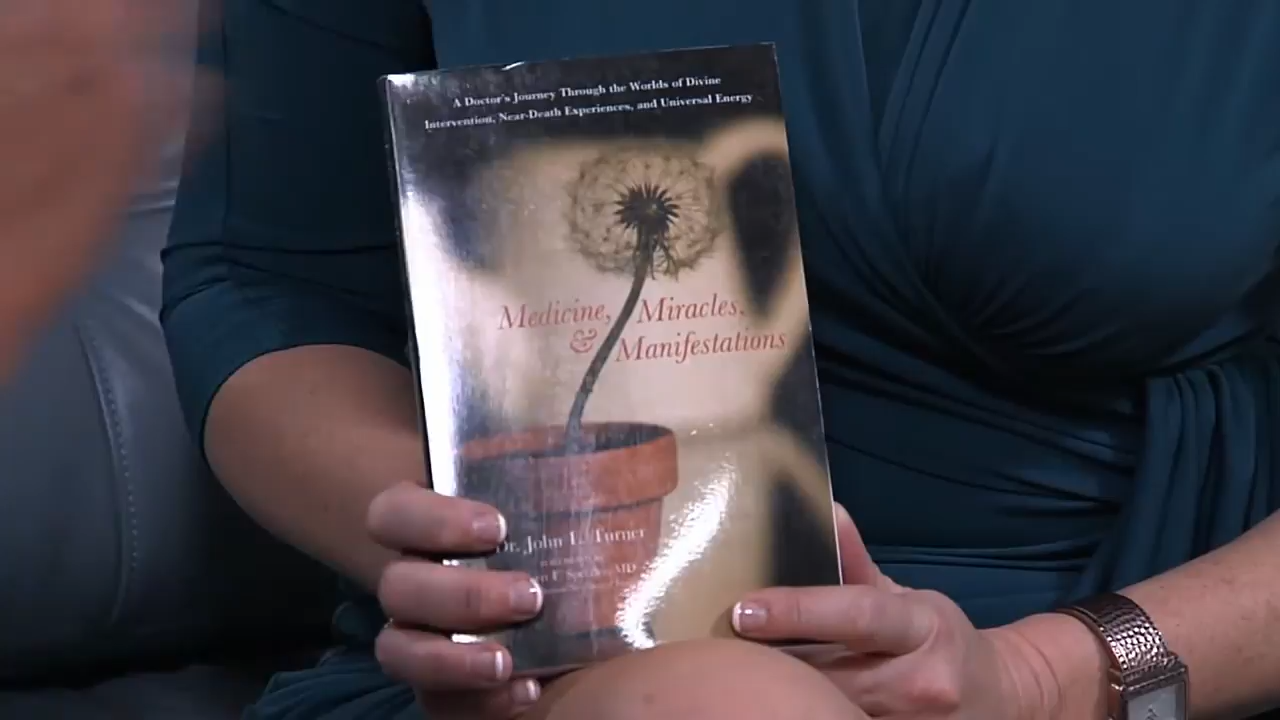 A Doctor's Journey Through the Worlds of Divine
Intervention, Near-Death Experiences, and Universal Energy
Medicine, Miracles,
& Manifestations
Dr. John L. Turner
MD